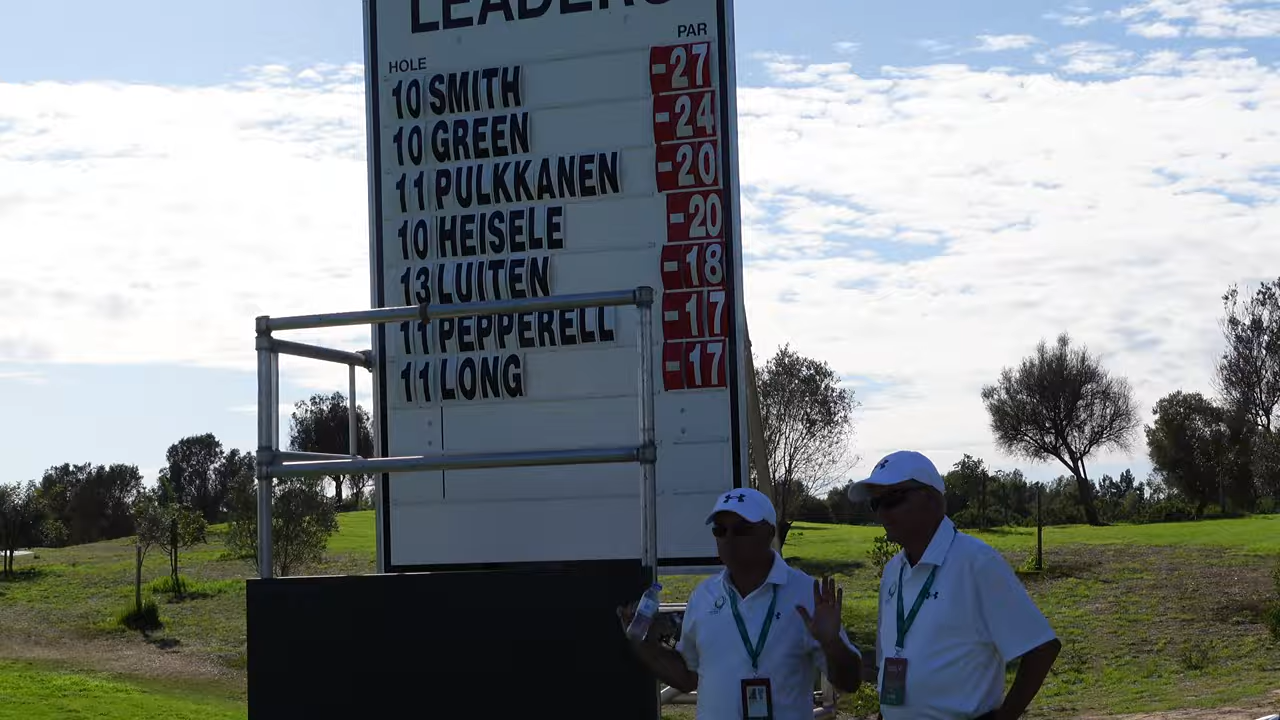 LEADERS
PAR
HOLE
10 SMITH -27
10 GREEN -24
11 PULKKANEN -20
10 HEISELE -20
13 LUITEN -18
11 PEPPERELL -17
11 LONG -17